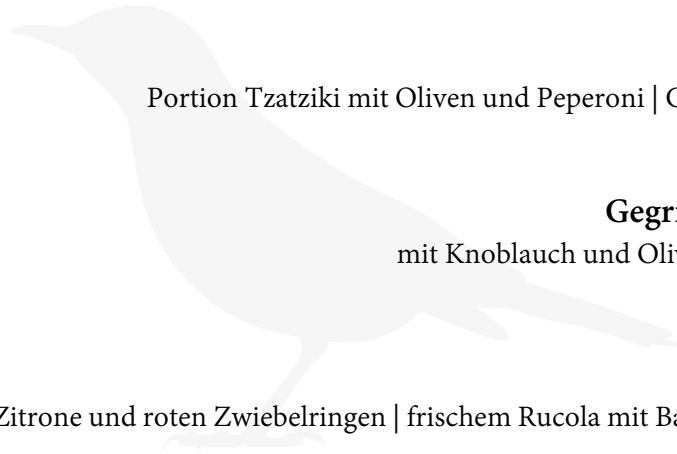 Portion Tzatziki mit Oliven und Peperoni |
mit Knoblauch und
Zitrone und roten Zwiebelringen | frischem Rucola mit